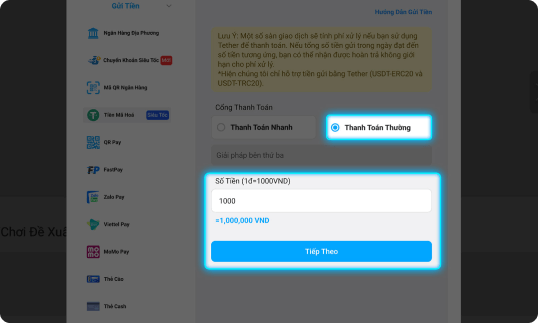 Gửi Tiền
Hướng Dẫn Gửi Tiền
Ngân Hàng Địa Phương
Chuyển Khoản Siêu Tốc
Mã QR Ngân Hàng
Tiền Mã Hoá
Siêu Tốc
QR Pay
FastPay
Zalo Pay
Viettel Pay
MoMo Pay
Thẻ Cào
Thẻ Cash
Lưu Ý: Một số sàn giao dịch sẽ tính phí xử lý nếu bạn sử dụng
Tether để thanh toán. Nếu tổng số tiền gửi trong ngày đạt đến
số tiền tương ứng, bạn có thể nhận được hoàn trả không giới
hạn cho phí xử lý.
*Hiện chúng tôi chỉ hỗ trợ tiền gửi bằng Tether (USDT-ERC20 và
USDT-TRC20).
Cổng Thanh Toán
Thanh Toán Nhanh
Thanh Toán Thường
Giải pháp bên thứ ba
Số Tiền (1đ=1000VND)
1000
=1,000,000 VND
Tiếp Theo
Chơi Đề Xuấ